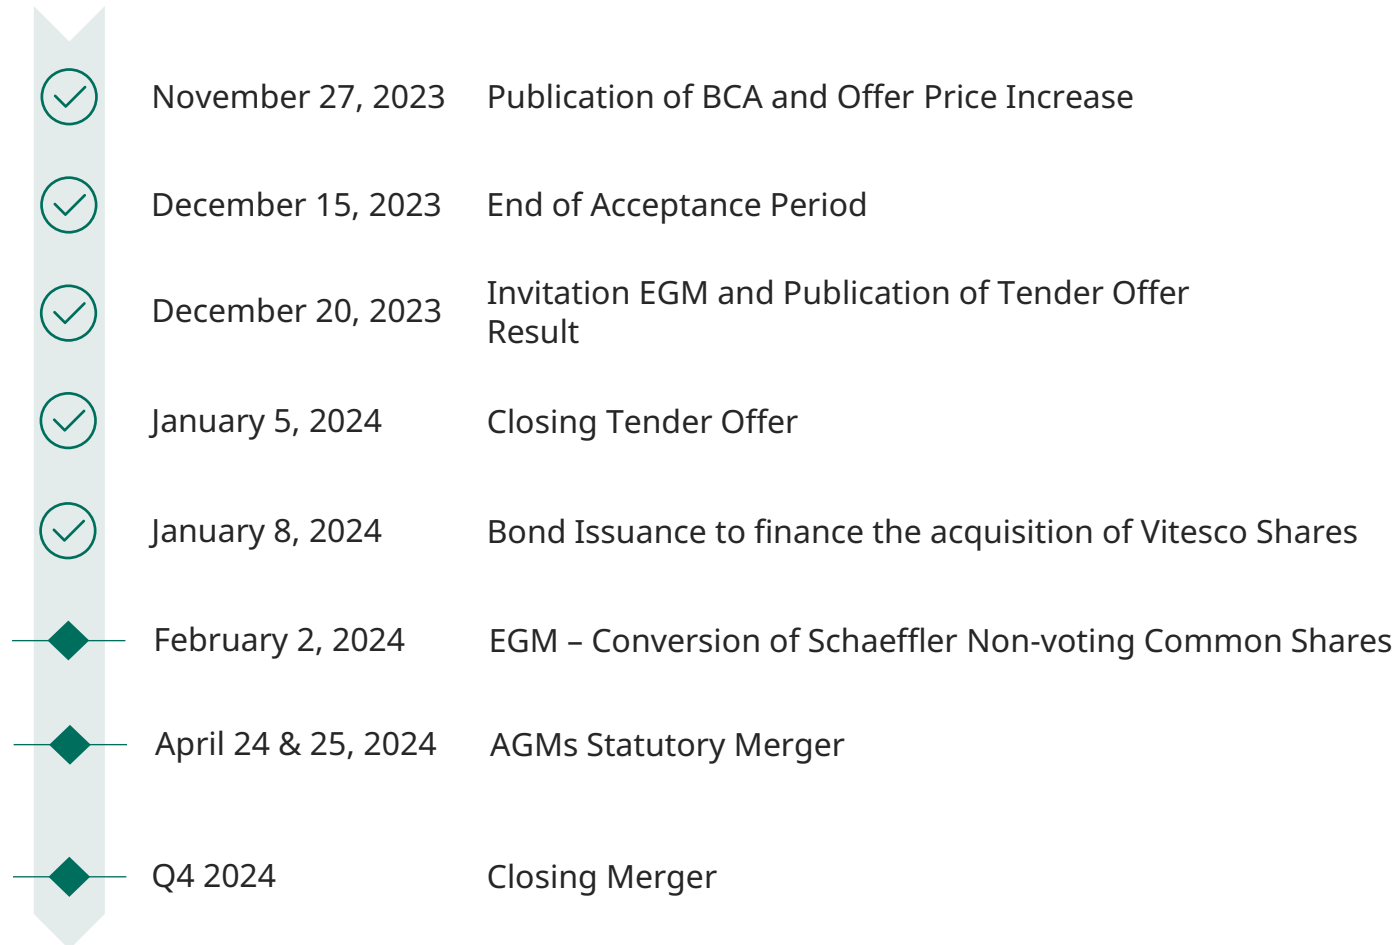 November 27, 2023 Publication of BCA and Offer Price Increase
December 15, 2023 End of Acceptance Period
December 20, 2023 Invitation EGM and Publication of Tender Offer
Result
January 5, 2024 Closing Tender Offer
January 8, 2024 Bond Issuance to finance the acquisition of Vitesco Shares
February 2, 2024 EGM – Conversion of Schaeffler Non-voting Common Shares
April 24 & 25, 2024 AGMs Statutory Merger
Q4 2024 Closing Merger